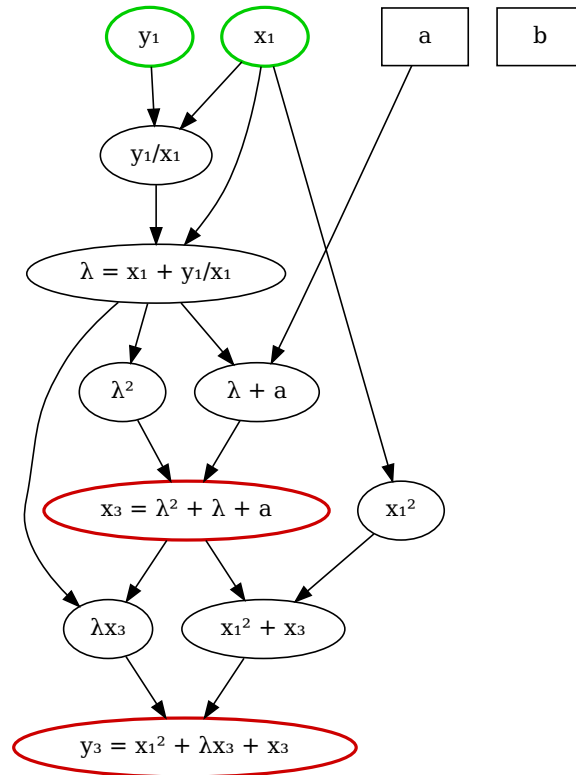 y₁
x₁
a
b
y₁/x₁
λ = x₁ + y₁/x₁
λ²
λ + a
x₃ = λ² + λ + a
x₁²
λx₃
x₁² + x₃
y₃ = x₁² + λx₃ + x₃